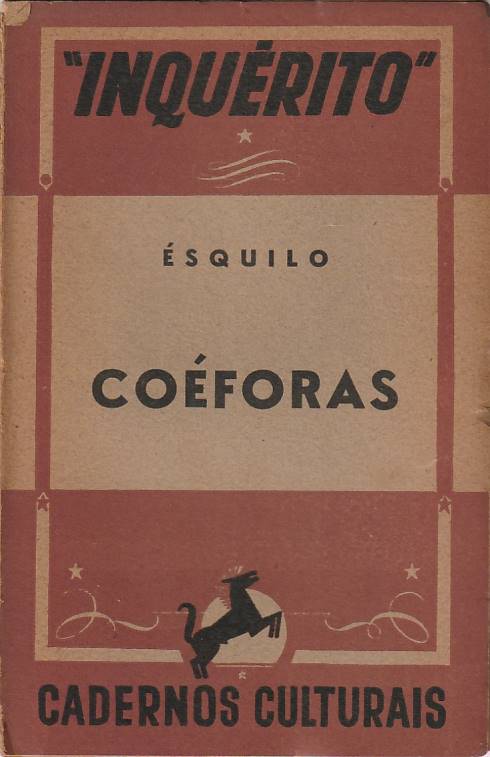 "INQUÉRITO"
ÉSQUILO
COÉFORAS
CADERNOS CULTURAIS